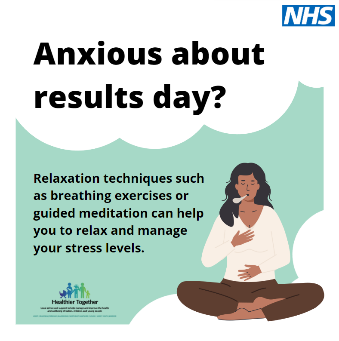 NHS
Anxious about
results day?
Relaxation techniques such
as breathing exercises or
guided meditation can help
you to relax and manage
your stress levels.
Healthier Together